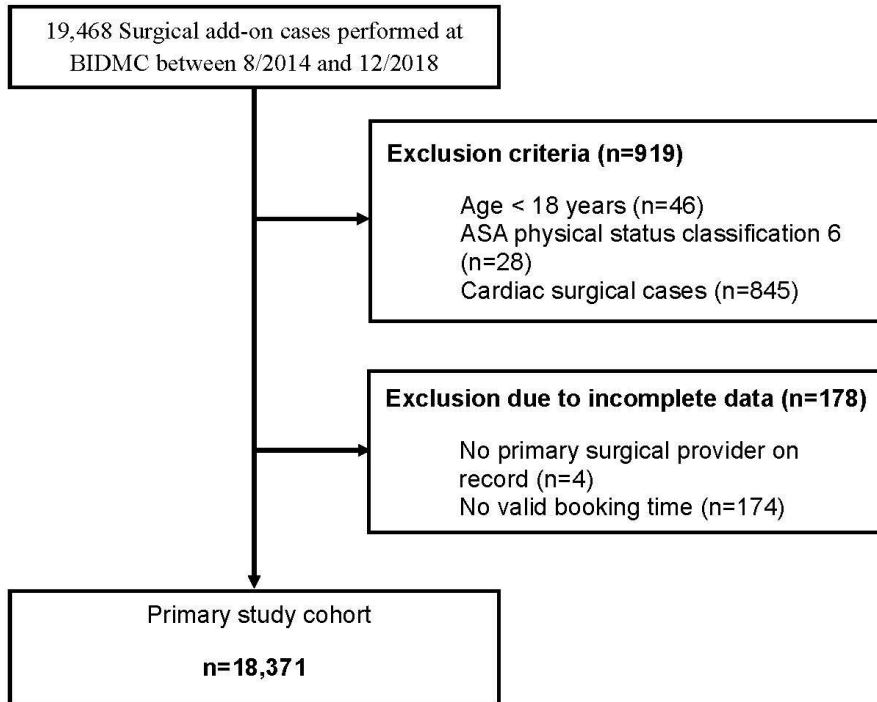 19,468 Surgical add-on cases performed at
BIDMC between 8/2014 and 12/2018
Exclusion criteria (n=919)
Age < 18 years (n=46)
ASA physical status classification 6
(n=28)
Cardiac surgical cases (n=845)
Exclusion due to incomplete data (n=178)
No primary surgical provider on
record (n=4)
No valid booking time (n=174)
Primary study cohort
n=18,371